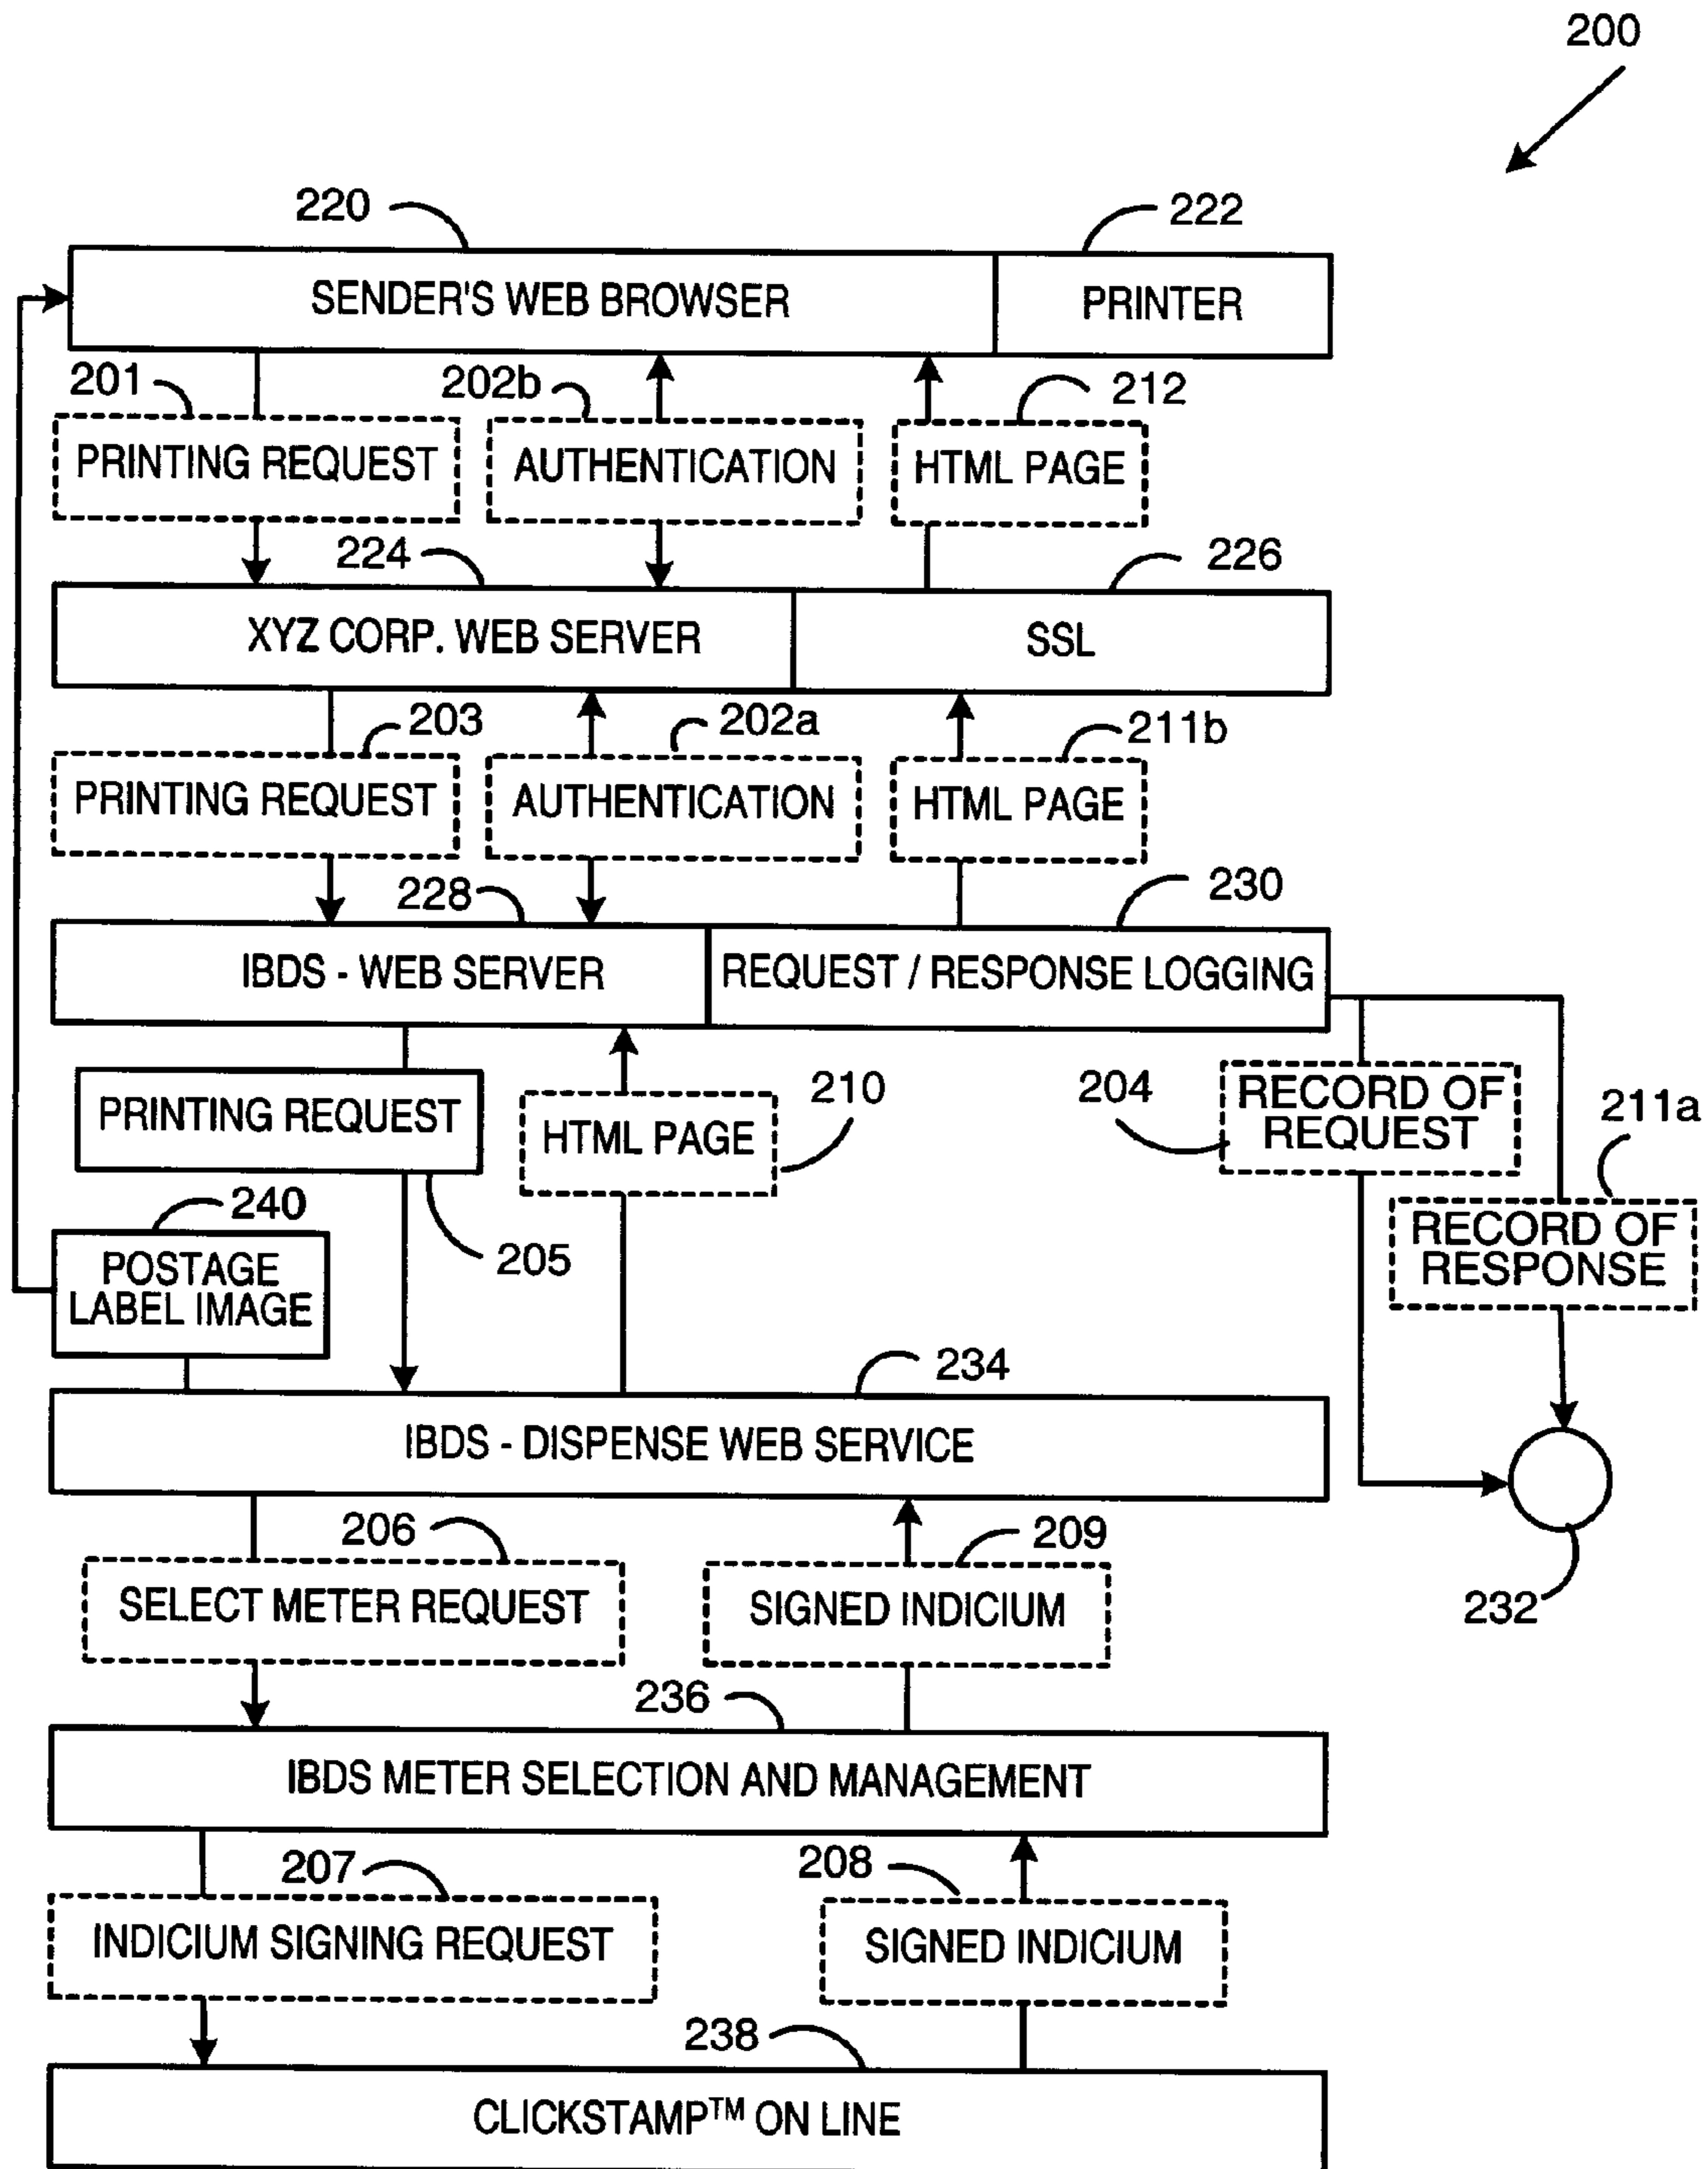 200
220
222
SENDER'S WEB BROWSER
PRINTER
201
202b
212
PRINTING REQUEST
AUTHENTICATION
HTML PAGE
224
226
XYZ CORP. WEB SERVER
SSL
203
202a
211b
PRINTING REQUEST
AUTHENTICATION
HTML PAGE
228
230
IBDS - WEB SERVER
REQUEST / RESPONSE LOGGING
PRINTING REQUEST
205
HTML PAGE
210
204
RECORD OF
REQUEST
211a
RECORD OF
RESPONSE
240
POSTAGE
LABEL IMAGE
234
IBDS - DISPENSE WEB SERVICE
232
206
209
SELECT METER REQUEST
SIGNED INDICIUM
236
IBDS METER SELECTION AND MANAGEMENT
207
208
INDICIUM SIGNING REQUEST
SIGNED INDICIUM
238
CLICKSTAMP™ ON LINE